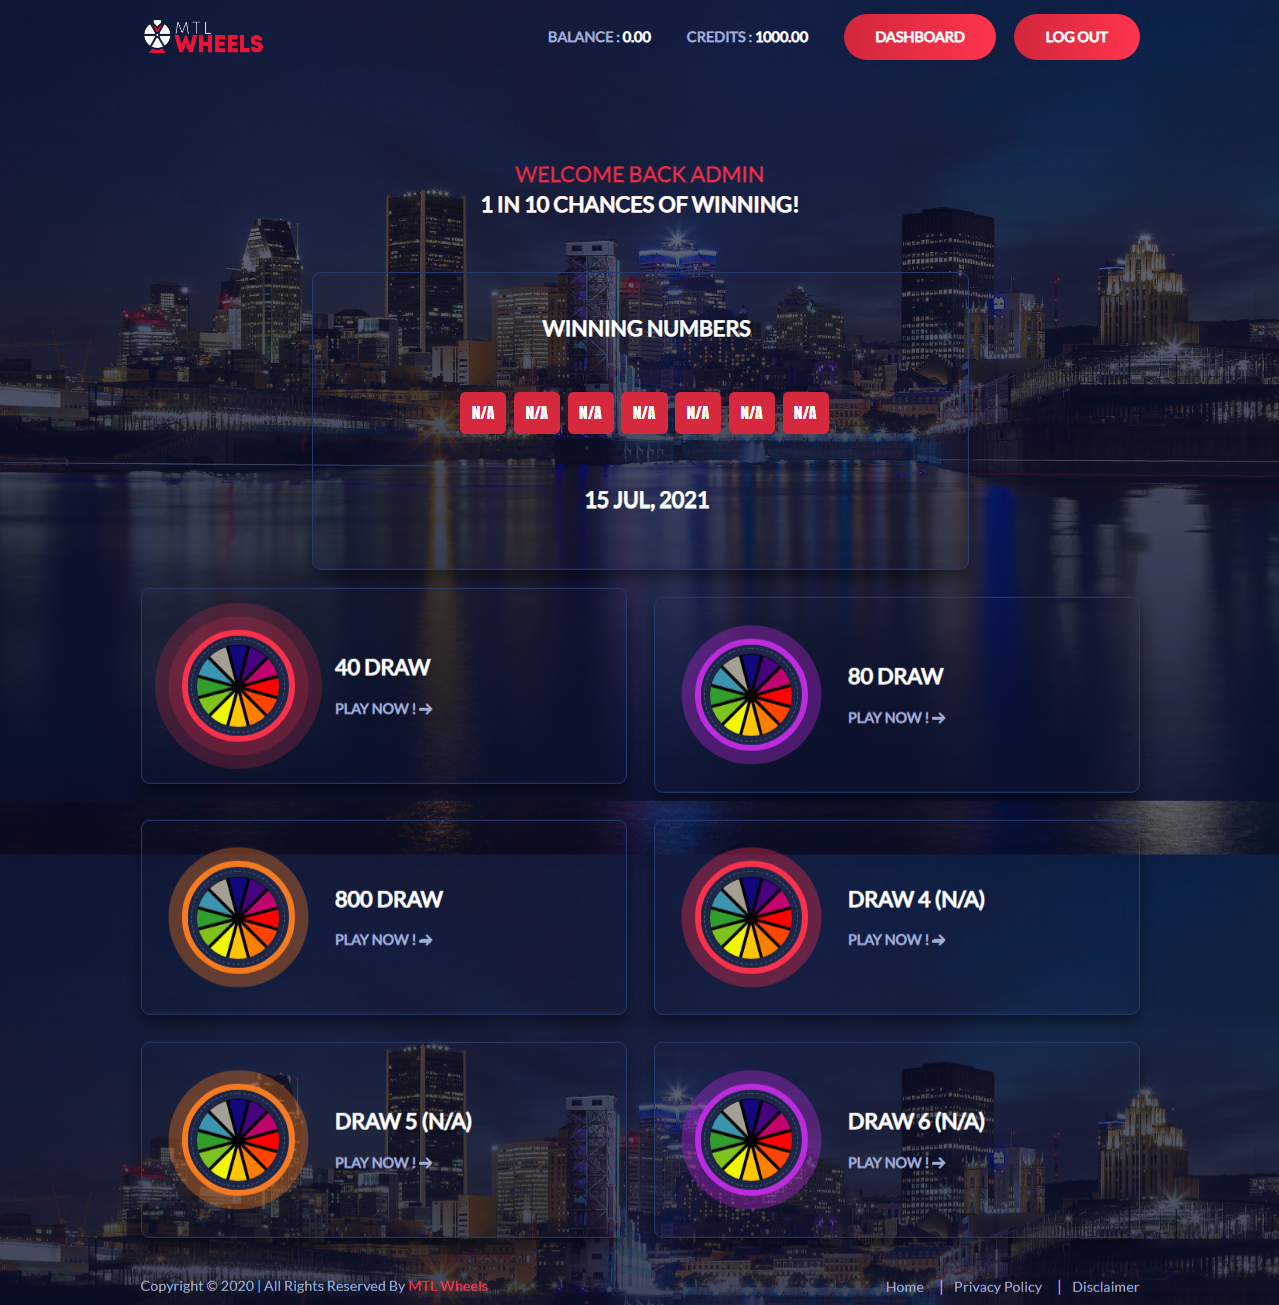 MTL
WHEELS
BALANCE : 0.00
CREDITS : 1000.00
DASHBOARD
LOG OUT
WELCOME BACK ADMIN
1 IN 10 CHANCES OF WINNING!
WINNING NUMBERS
N/A N/A N/A N/A N/A N/A N/A
15 JUL, 2021
40 DRAW
PLAY NOW ! →
80 DRAW
PLAY NOW ! →
800 DRAW
PLAY NOW ! →
DRAW 4 (N/A)
PLAY NOW ! →
DRAW 5 (N/A)
PLAY NOW ! →
DRAW 6 (N/A)
PLAY NOW ! →
Copyright © 2020 | All Rights Reserved By MTL Wheels
Home | Privacy Policy | Disclaimer